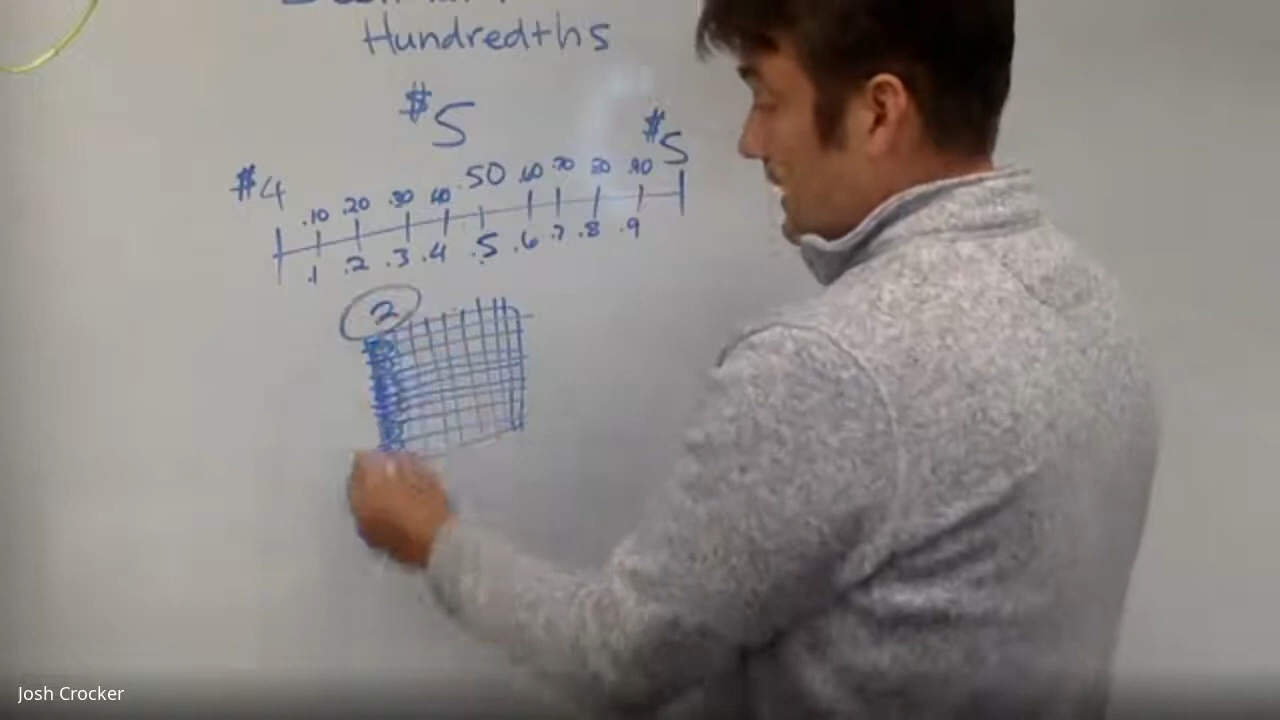 Hundredths
$5
$4 .10 .20 .30 .40 .50 .60 .70 .80 .90 $5
.1 .2 .3 .4 .5 .6 .7 .8 .9
2
Josh Crocker